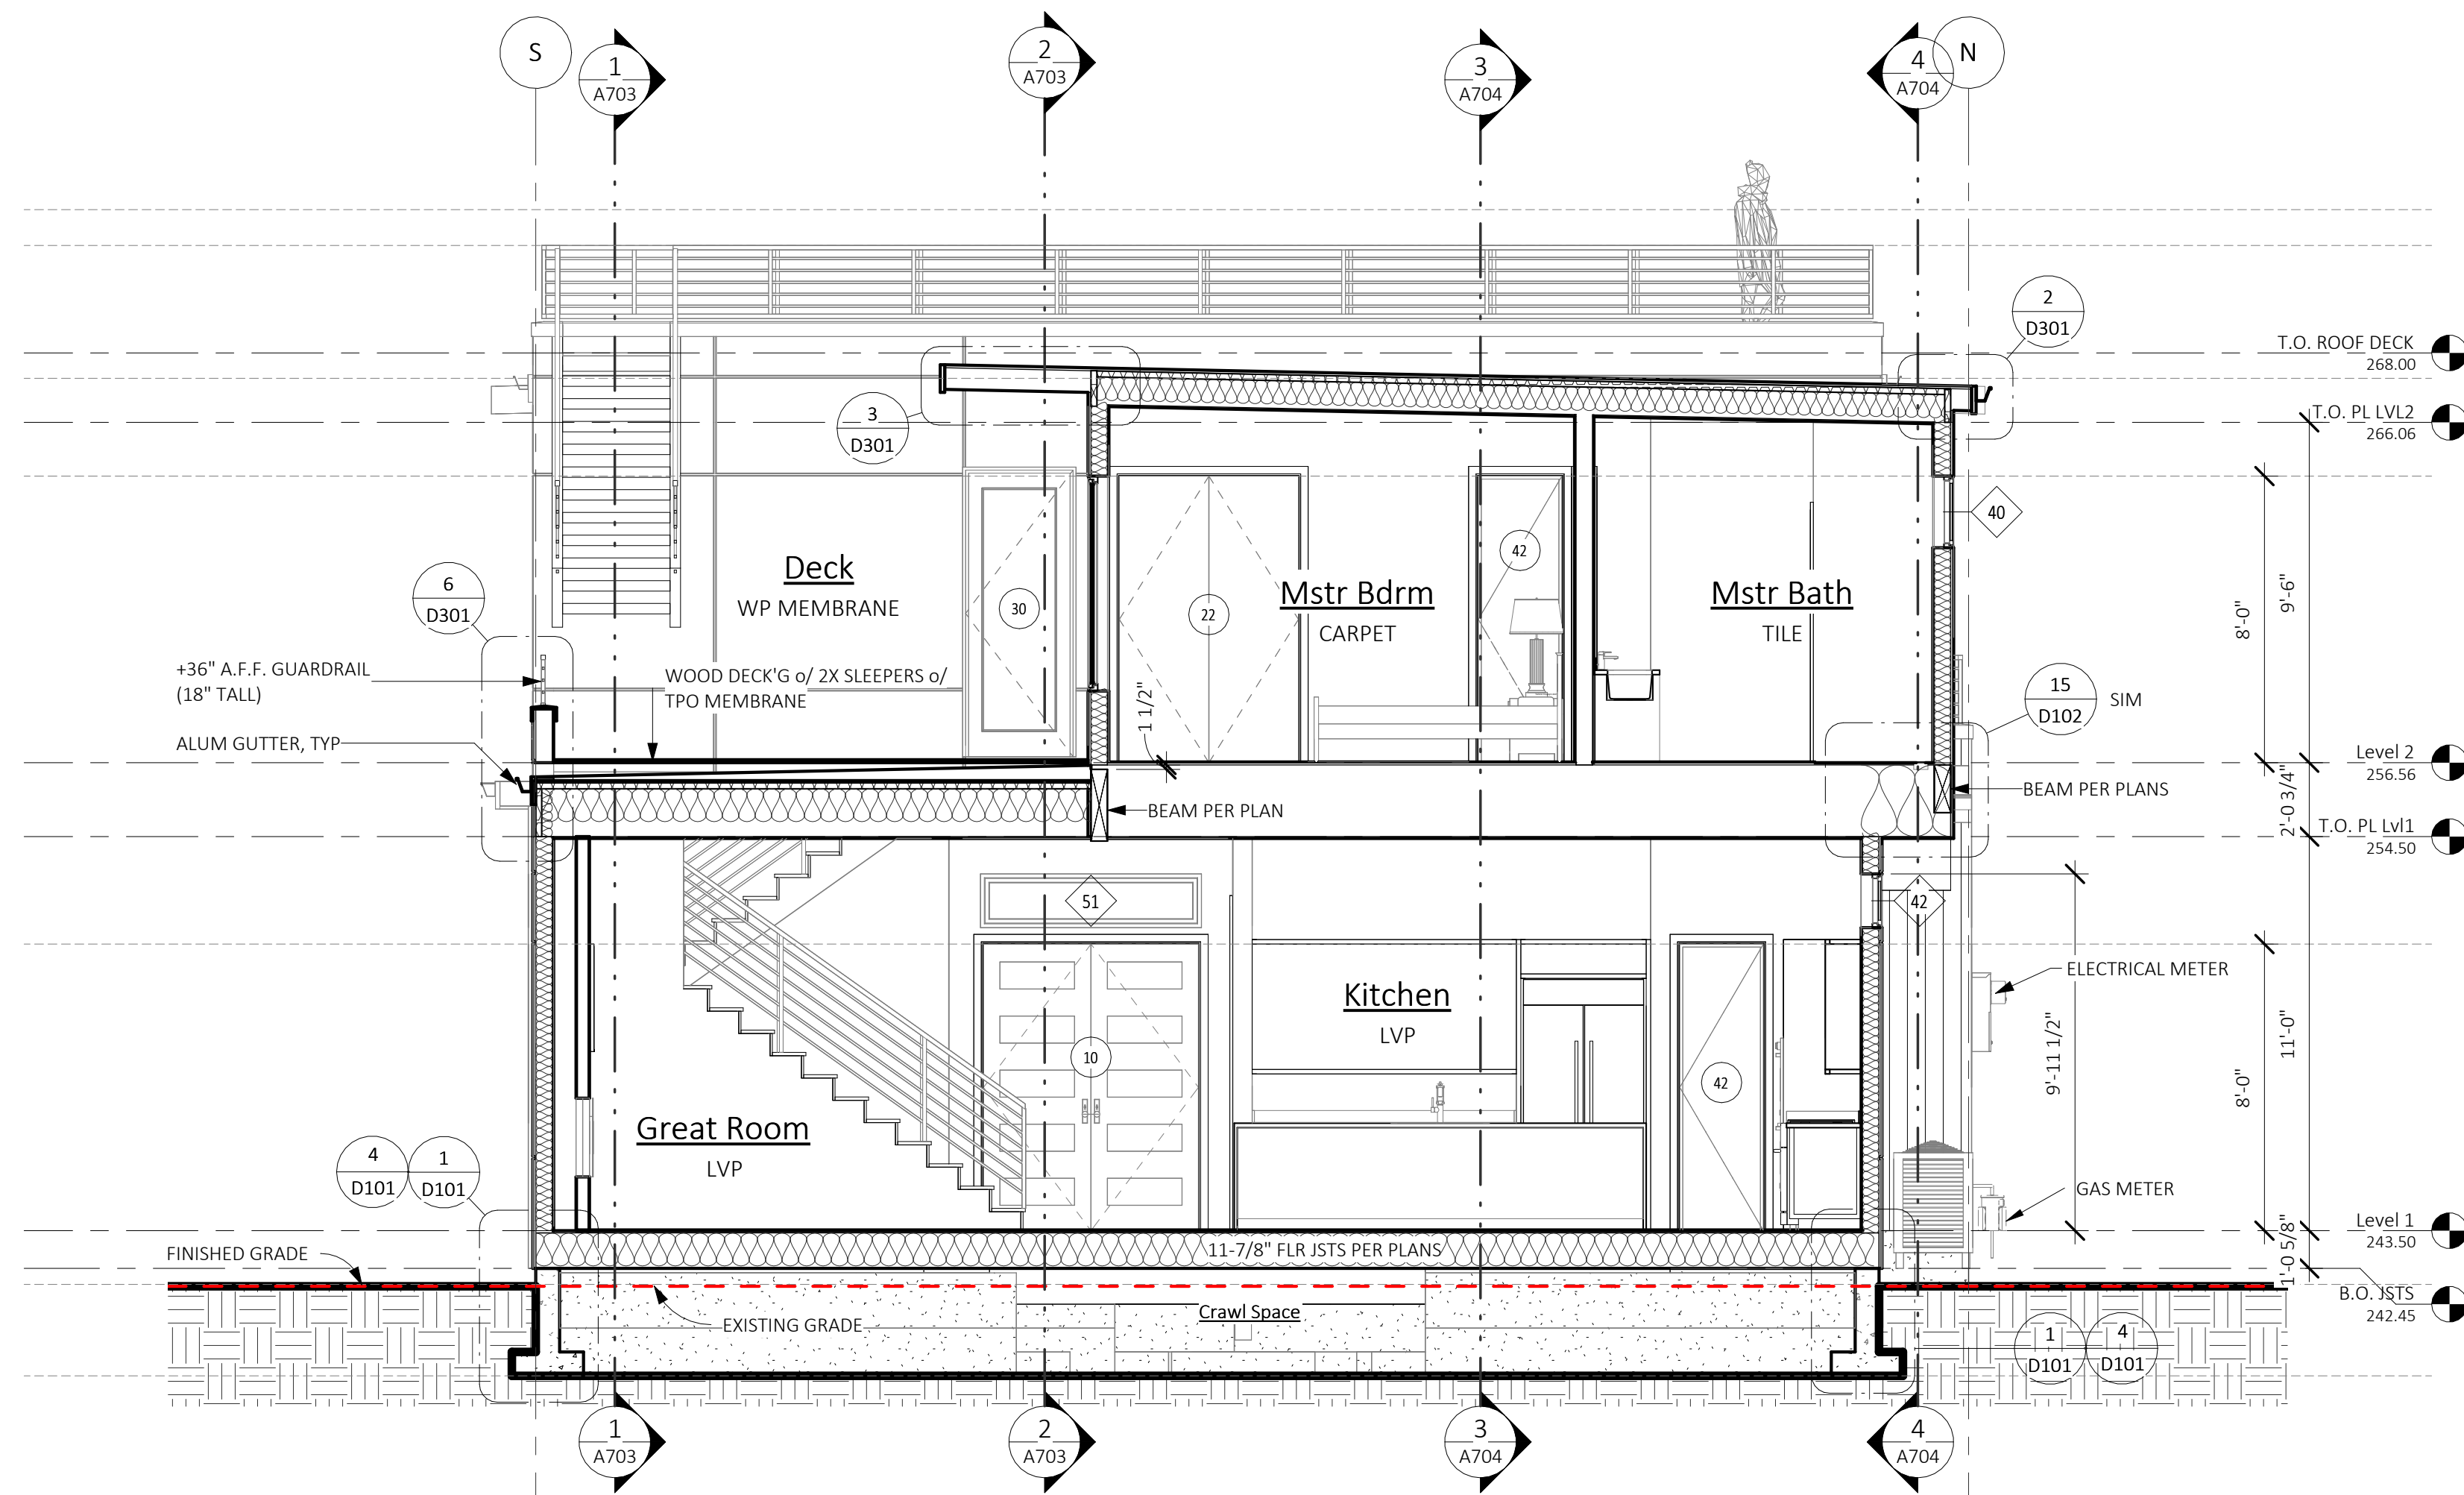 S
1
A703
2
A703
3
A704
4
A704
N
2
D301
T.O. ROOF DECK
268.00
3
D301
T.O. PL LVL2
266.06
40
42
Deck
WP MEMBRANE
30
22
Mstr Bdrm
CARPET
Mstr Bath
TILE
9'-6"
8'-0"
6
D301
+36" A.F.F. GUARDRAIL
(18" TALL)
WOOD DECK'G o/ 2X SLEEPERS o/
TPO MEMBRANE
1 1/2"
15
D102
SIM
ALUM GUTTER, TYP
Level 2
256.56
BEAM PER PLAN
BEAM PER PLANS
2'-0 3/4"
T.O. PL Lvl1
254.50
51
42
ELECTRICAL METER
Kitchen
LVP
10
42
9'-11 1/2"
8'-0"
11'-0"
Great Room
LVP
4
D101
1
D101
GAS METER
Level 1
243.50
FINISHED GRADE
11-7/8" FLR JSTS PER PLANS
1'-0 5/8"
B.O. JSTS
242.45
Crawl Space
EXISTING GRADE
1
D101
4
D101
1
A703
2
A703
3
A704
4
A704